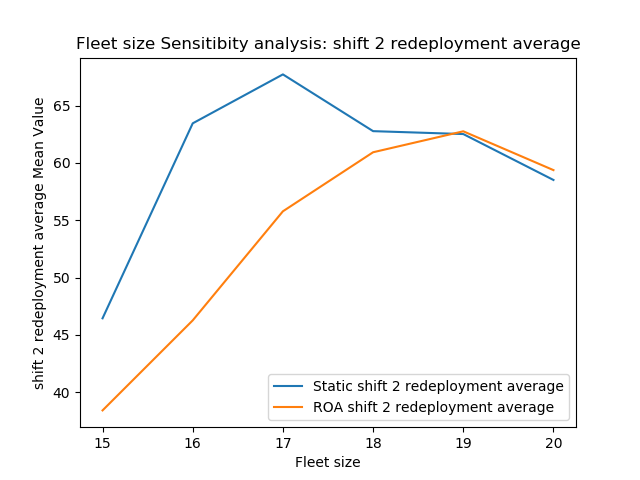 Fleet size Sensitibity analysis: shift 2 redeployment average
shift 2 redeployment average Mean Value
65
60
55
50
45
40
15 16 17 18 19 20
Fleet size
Static shift 2 redeployment average
ROA shift 2 redeployment average